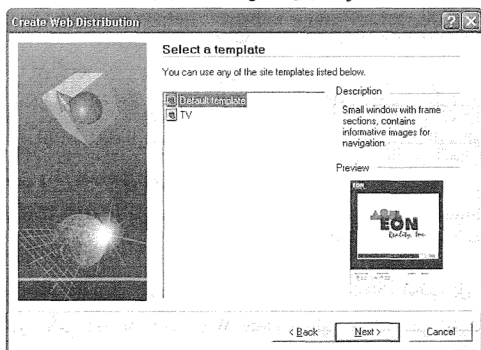 Create Web Distribution
Select a template
You can use any of the site templates listed below.
Default template
TV
Description
Small window with frame
sections, contains
informative images for
navigation.
Preview
EON
EON
Reality, Inc.
< Back
Next >
Cancel